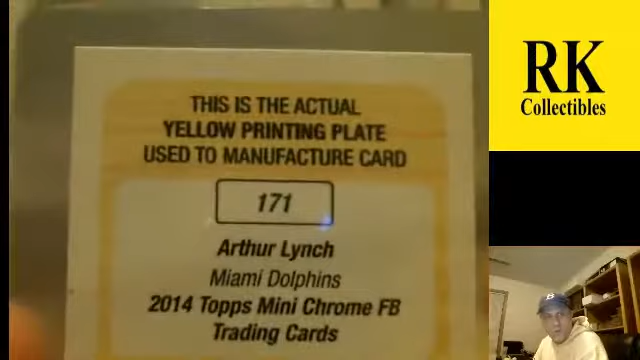 THIS IS THE ACTUAL
YELLOW PRINTING PLATE
USED TO MANUFACTURE CARD
171
Arthur Lynch
Miami Dolphins
2014 Topps Mini Chrome FB
Trading Cards
RK
Collectibles
B